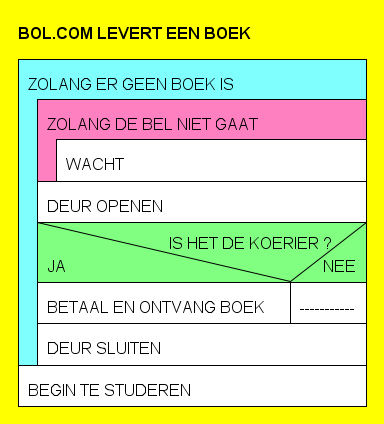 BOL.COM LEVERT EEN BOEK
ZOLANG ER GEEN BOEK IS
ZOLANG DE BEL NIET GAAT
WACHT
DEUR OPENEN
IS HET DE KOERIER ?
JA NEE
BETAAL EN ONTVANG BOEK -----------
DEUR SLUITEN
BEGIN TE STUDEREN